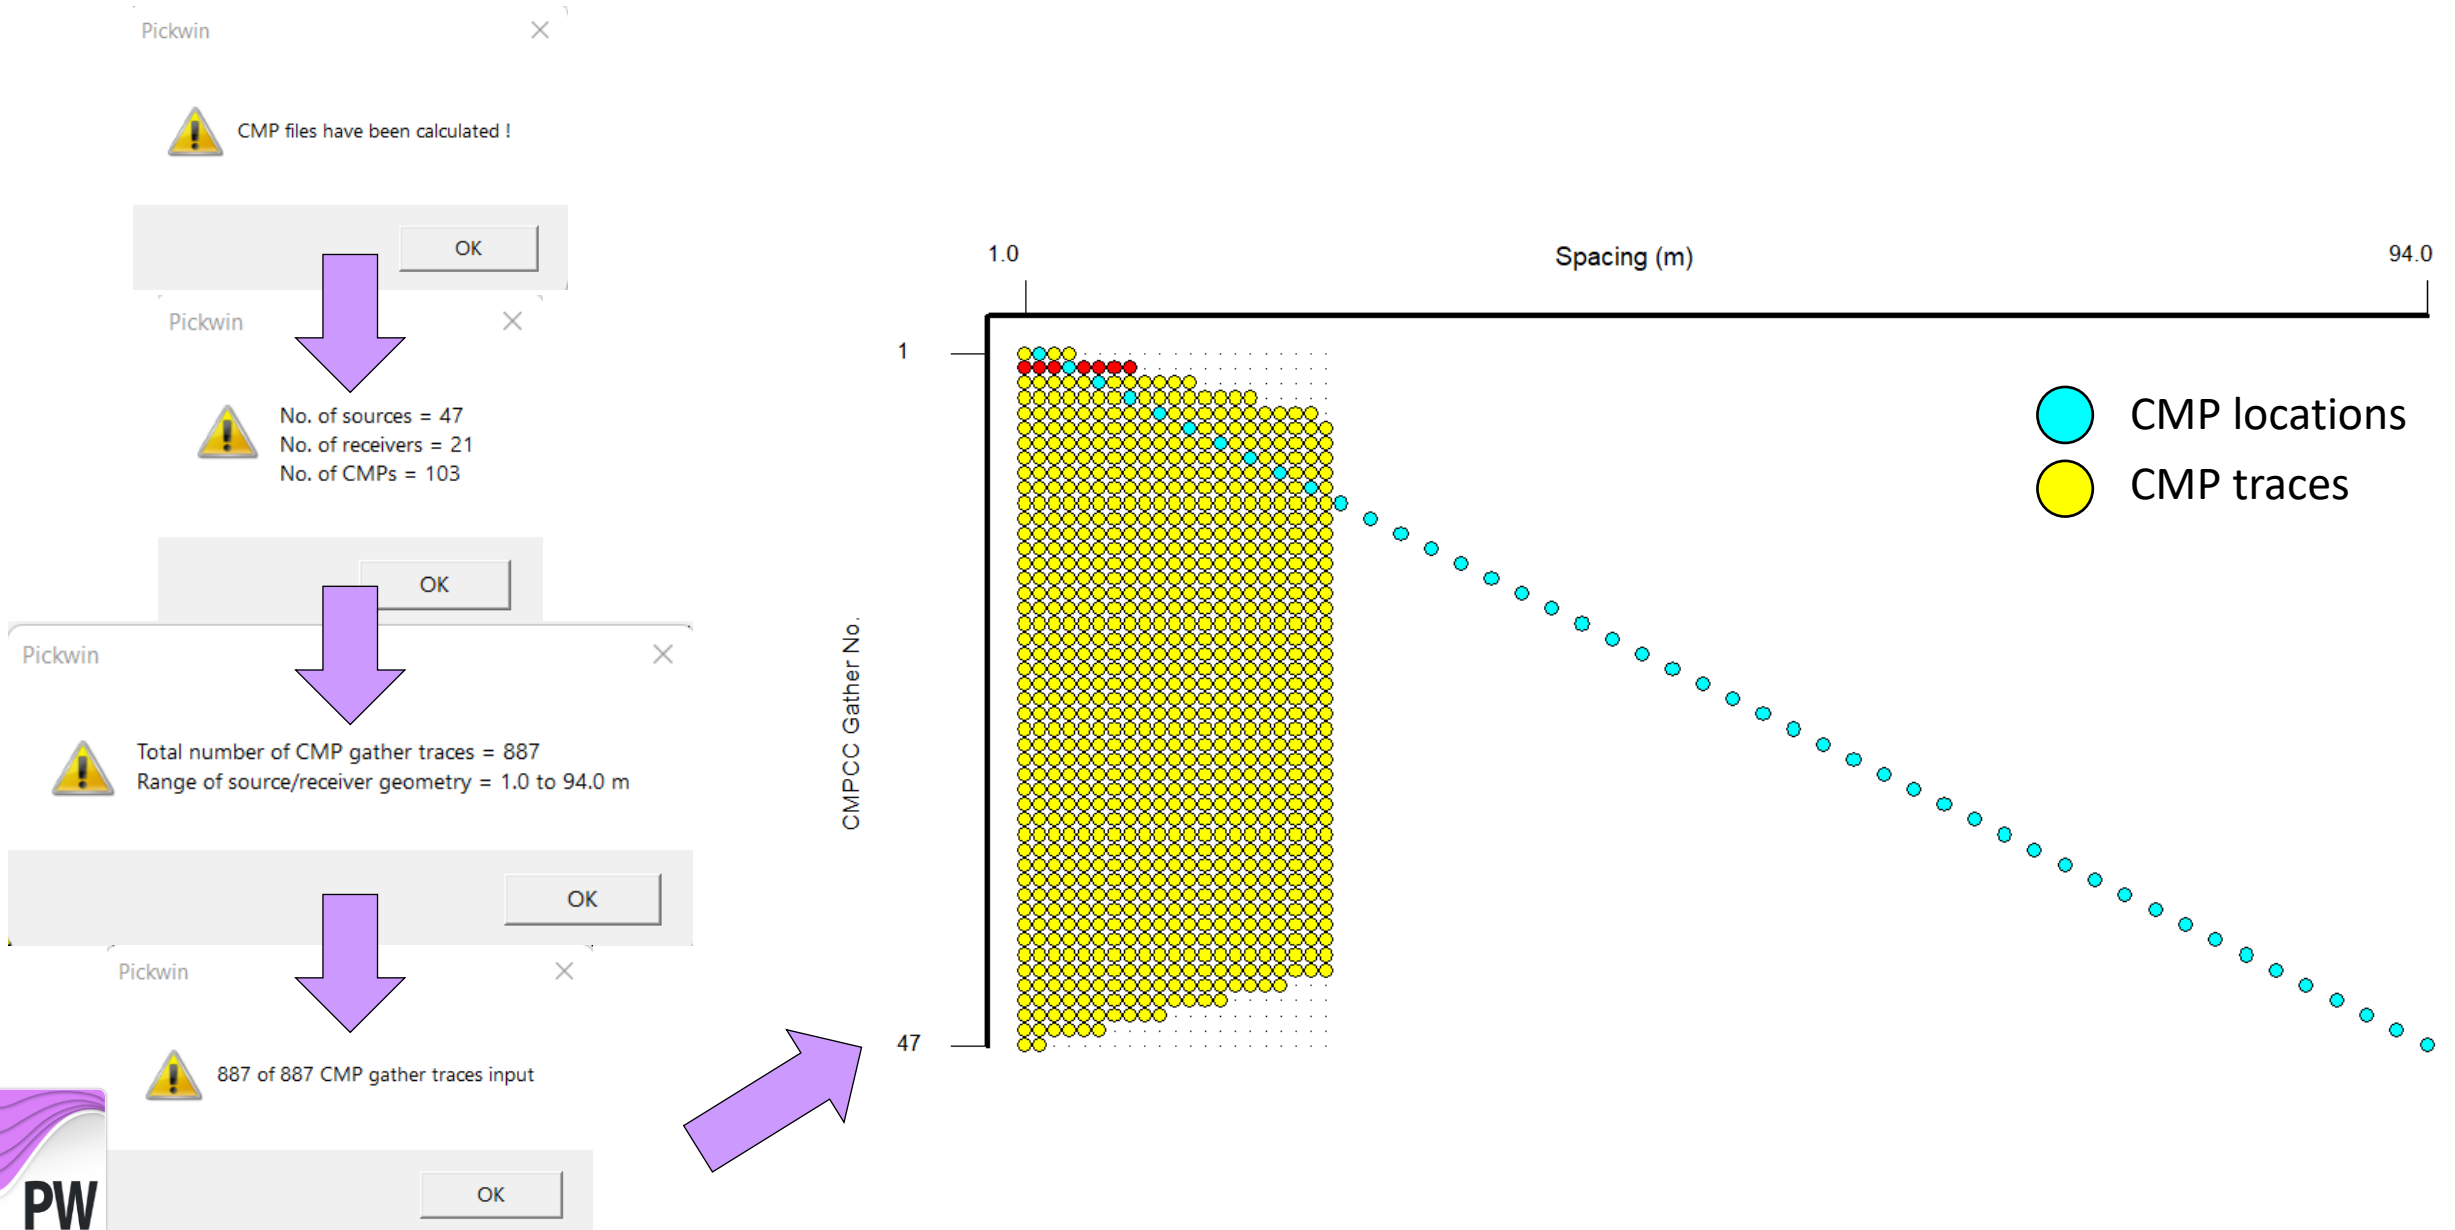 Pickwin
CMP files have been calculated !
OK
Pickwin
No. of sources = 47
No. of receivers = 21
No. of CMPs = 103
OK
Pickwin
Total number of CMP gather traces = 887
Range of source/receiver geometry = 1.0 to 94.0 m
OK
Pickwin
887 of 887 CMP gather traces input
OK
PW
1.0
Spacing (m)
94.0
1
CMPCC Gather No.
47
CMP locations
CMP traces